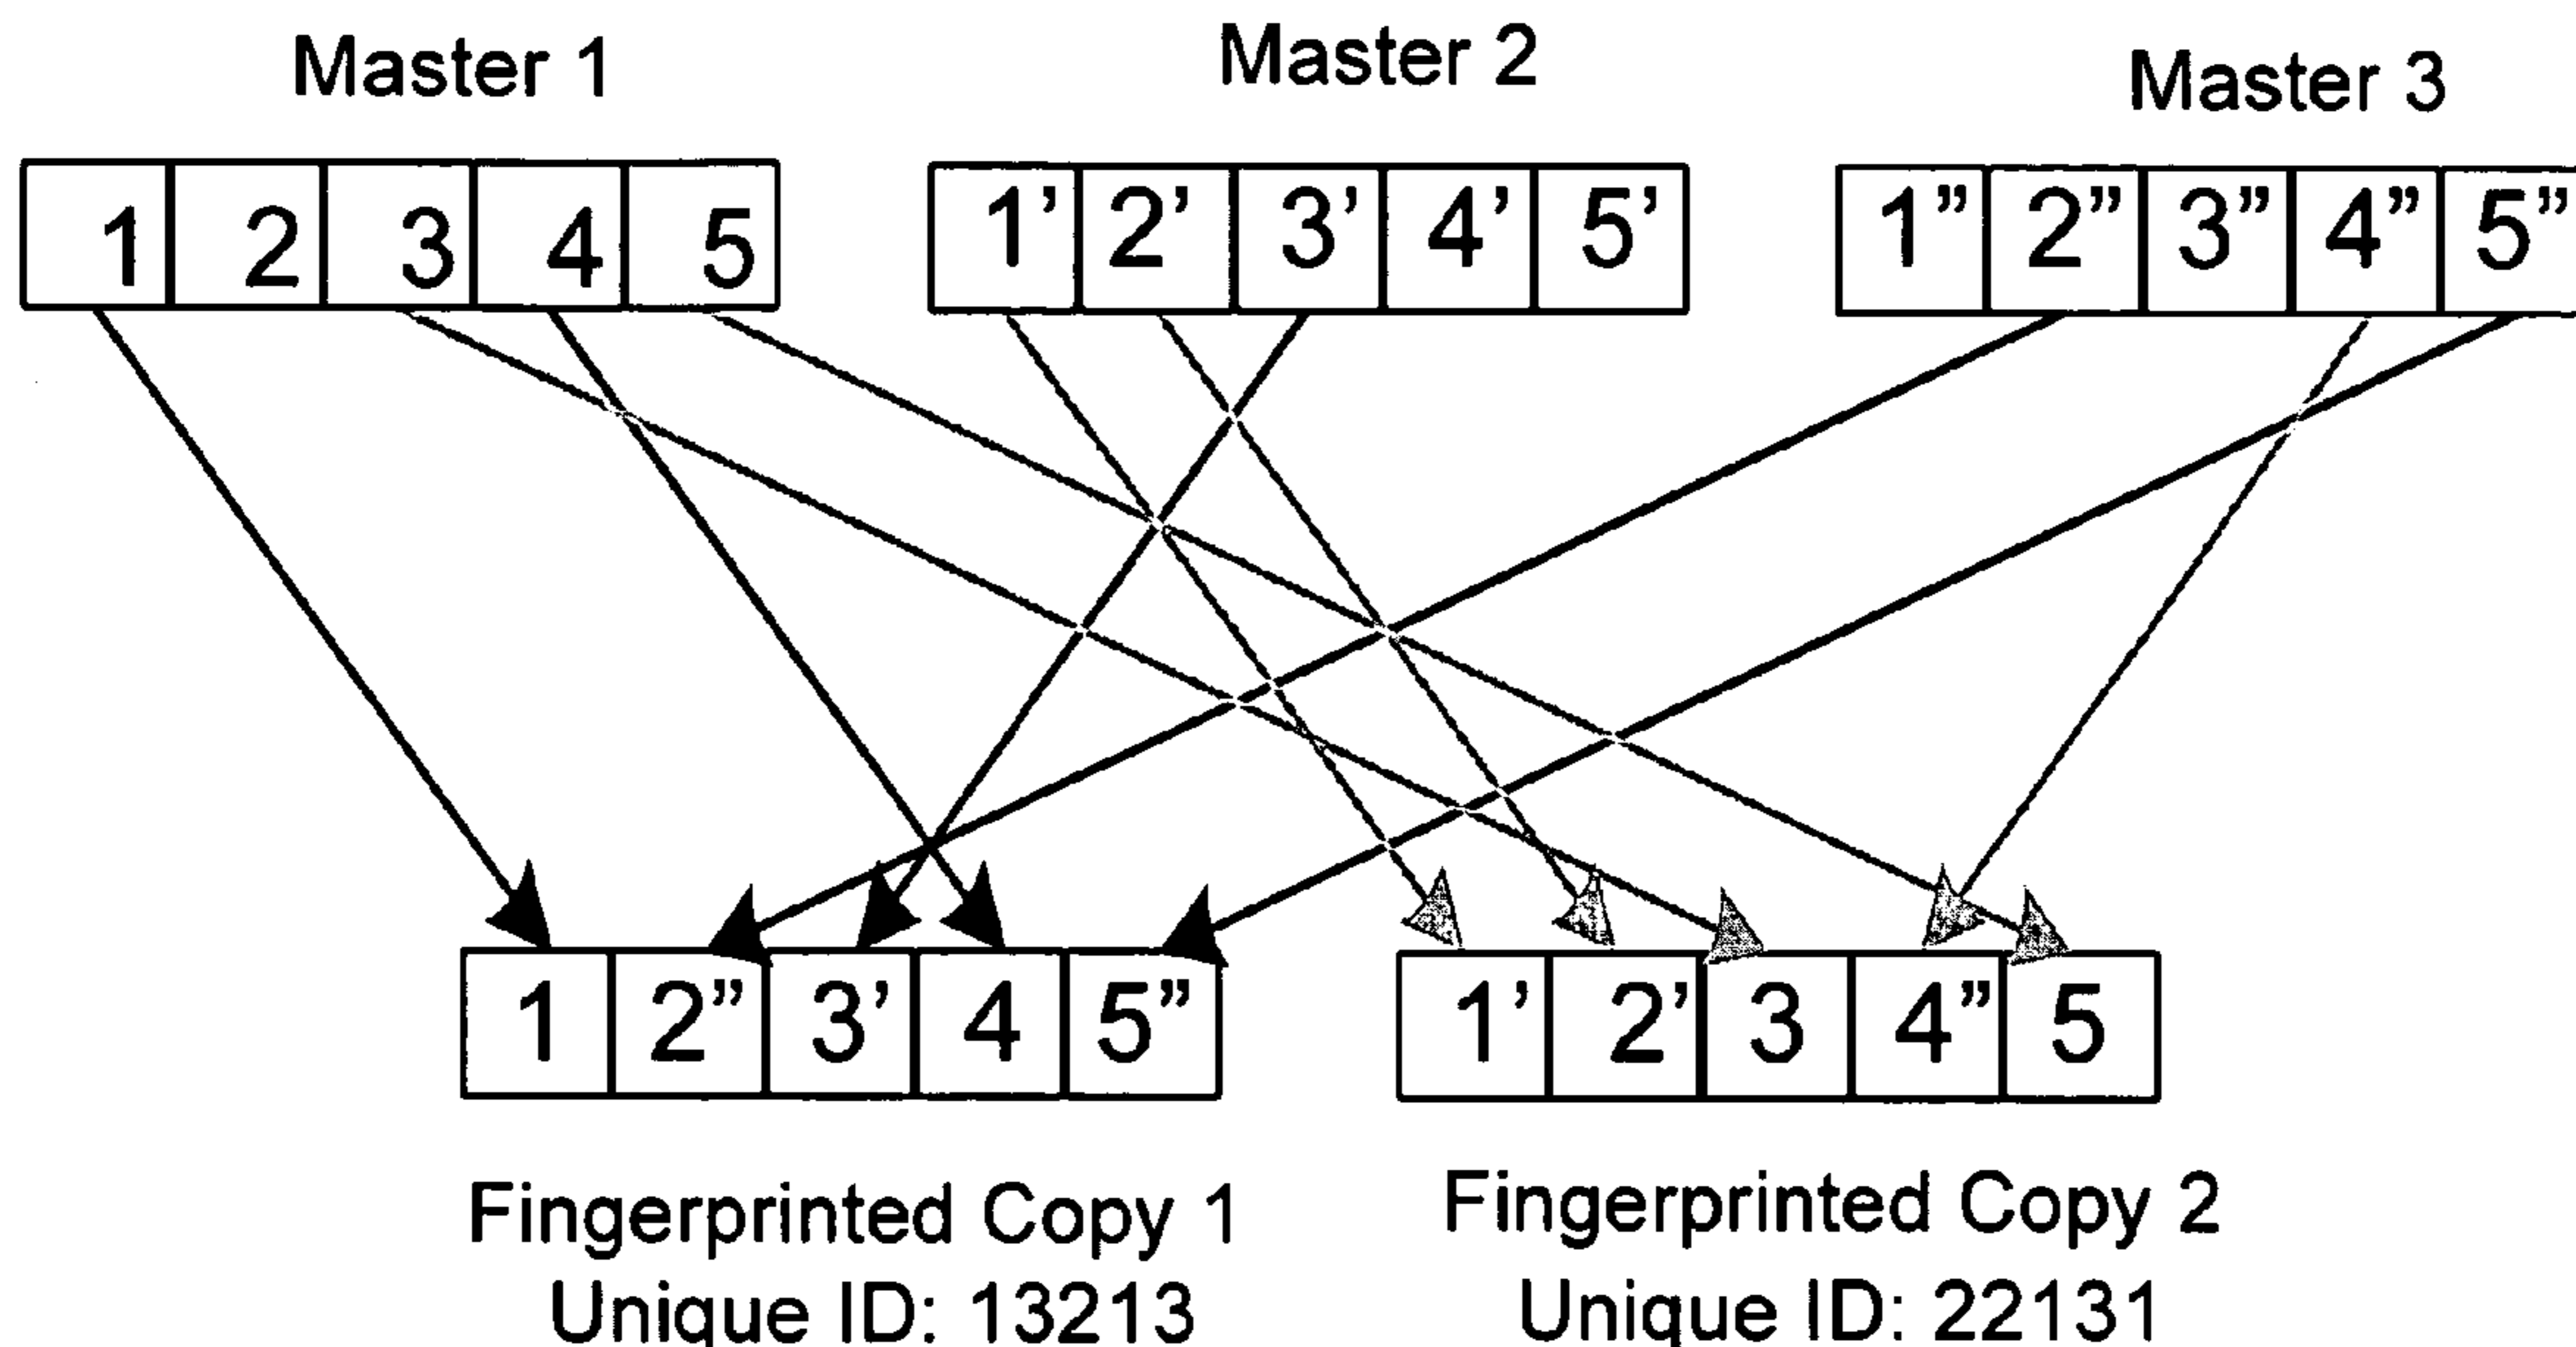 Master 1
Master 2
Master 3
1 2 3 4 5
1’ 2’ 3’ 4’ 5’
1” 2” 3” 4” 5”
1 2” 3’ 4 5”
1’ 2’ 3 4” 5
Fingerprinted Copy 1
Unique ID: 13213
Fingerprinted Copy 2
Unique ID: 22131